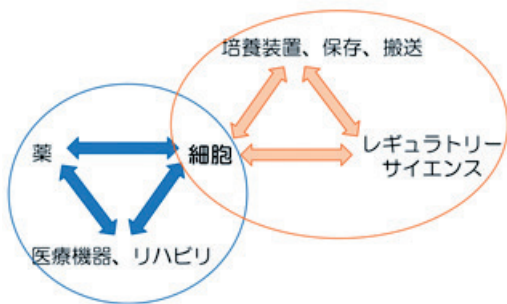 培養装置、保存、搬送
薬
細胞
レギュラトリー
サイエンス
医療機器、リハビリ